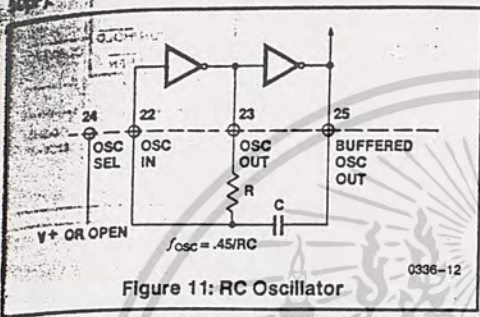 24 22 23 25
OSC SEL
OSC IN
OSC OUT
BUFFERED OSC OUT
R
C
V+ OR OPEN
fOSC = .45/RC
0336-12
Figure 11: RC Oscillator